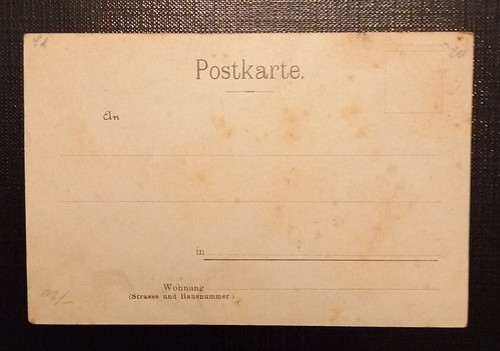 Postkarte.
An
in
Wohnung
(Strasse und Hausnummer)